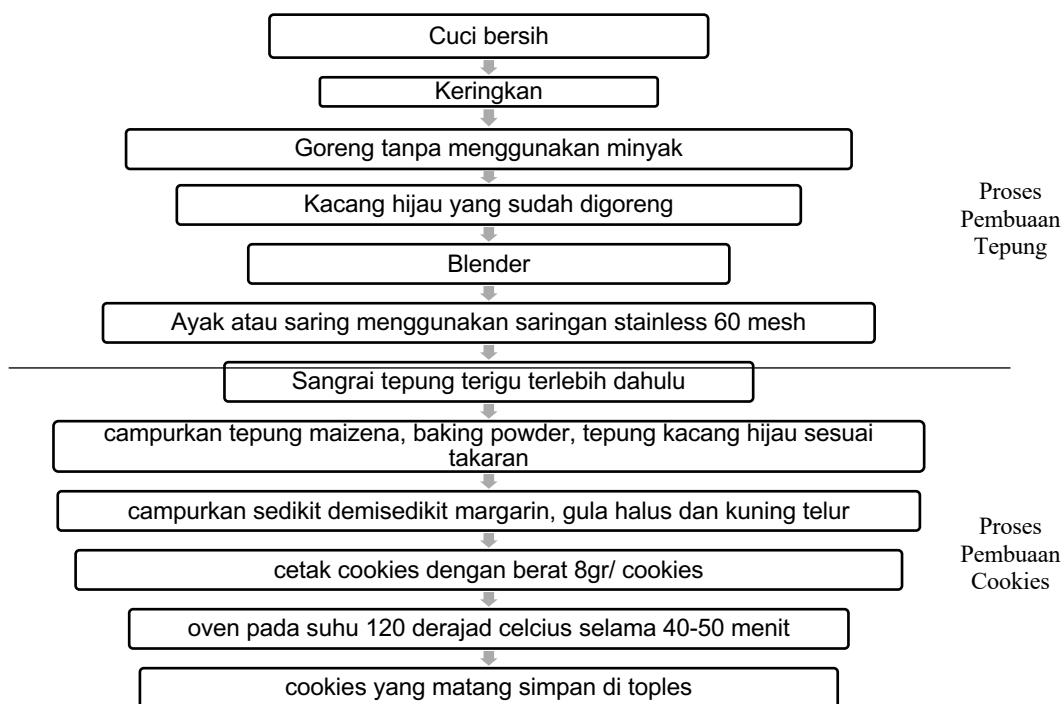 Cuci bersih
Keringkan
Goreng tanpa menggunakan minyak
Kacang hijau yang sudah digoreng
Blender
Ayak atau saring menggunakan saringan stainless 60 mesh
Proses
Pembuaan
Tepung
Sangrai tepung terigu terlebih dahulu
campurkan tepung maizena, baking powder, tepung kacang hijau sesuai
takaran
campurkan sedikit demisedikit margarin, gula halus dan kuning telur
cetak cookies dengan berat 8gr/ cookies
oven pada suhu 120 derajad celcius selama 40-50 menit
cookies yang matang simpan di toples
Proses
Pembuaan
Cookies